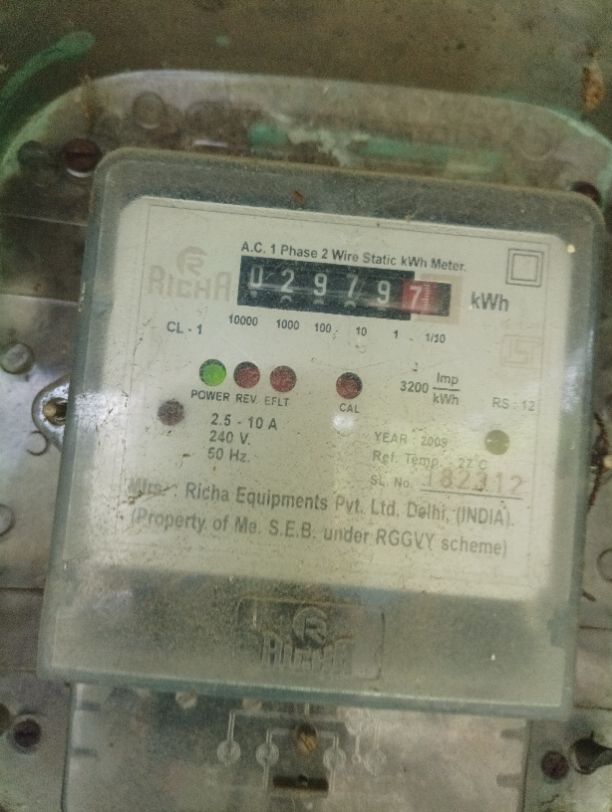 A.C. 1 Phase 2 Wire Static kWh Meter.
RICHA 029797 kWh
CL - 1 10000 1000 100 10 1 1/10
POWER REV. EFLT CAL 3200 Imp/kWh RS : 12
2.5 - 10 A
240 V.
50 Hz.
YEAR : 2009
Ref. Temp. : 27°C
SL. No. 182312
Mfrs. : Richa Equipments Pvt. Ltd. Delhi, (INDIA).
(Property of Me. S.E.B. under RGGVY scheme)
RICHA